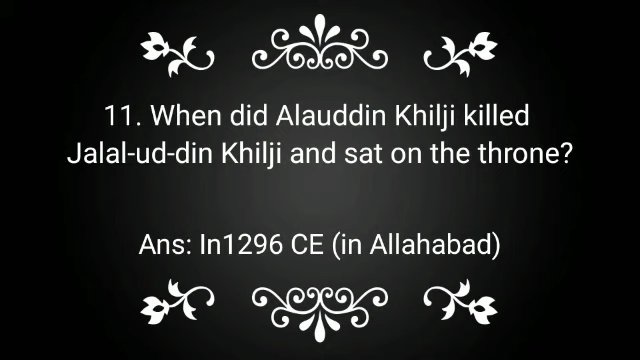 11. When did Alauddin Khilji killed
Jalal-ud-din Khilji and sat on the throne?
Ans: In1296 CE (in Allahabad)